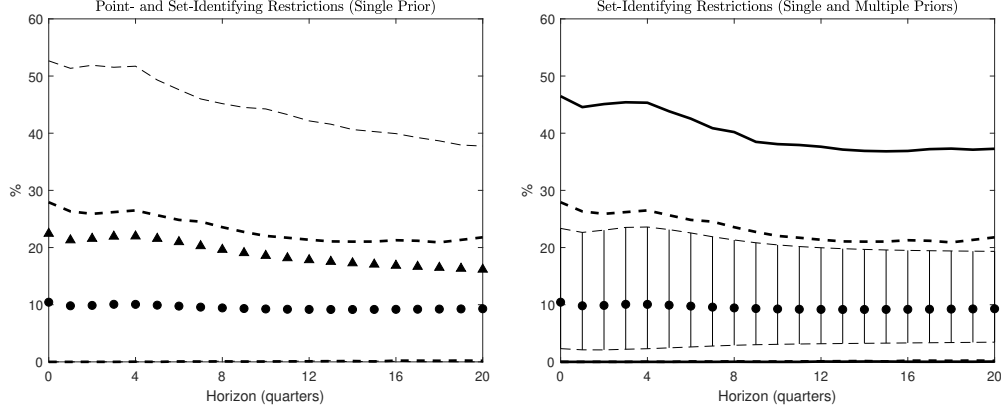 Point- and Set-Identifying Restrictions (Single Prior)
60
50
40
30
20
10
0
%
0 4 8 12 16 20
Horizon (quarters)
Set-Identifying Restrictions (Single and Multiple Priors)
60
50
40
30
20
10
0
%
0 4 8 12 16 20
Horizon (quarters)